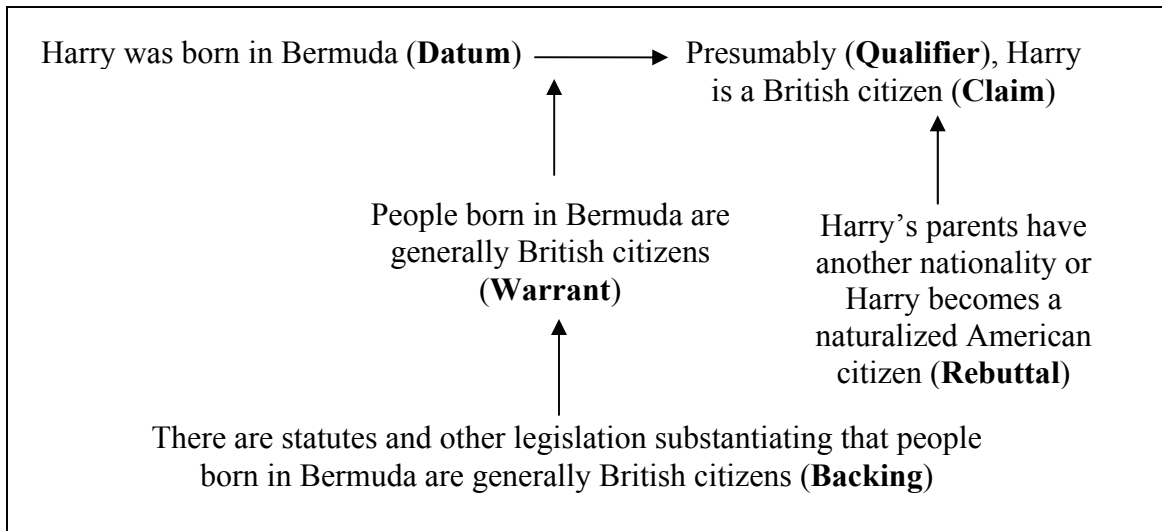 Harry was born in Bermuda (Datum)
Presumably (Qualifier), Harry
is a British citizen (Claim)
People born in Bermuda are
generally British citizens
(Warrant)
Harry’s parents have
another nationality or
Harry becomes a
naturalized American
citizen (Rebuttal)
There are statutes and other legislation substantiating that people
born in Bermuda are generally British citizens (Backing)